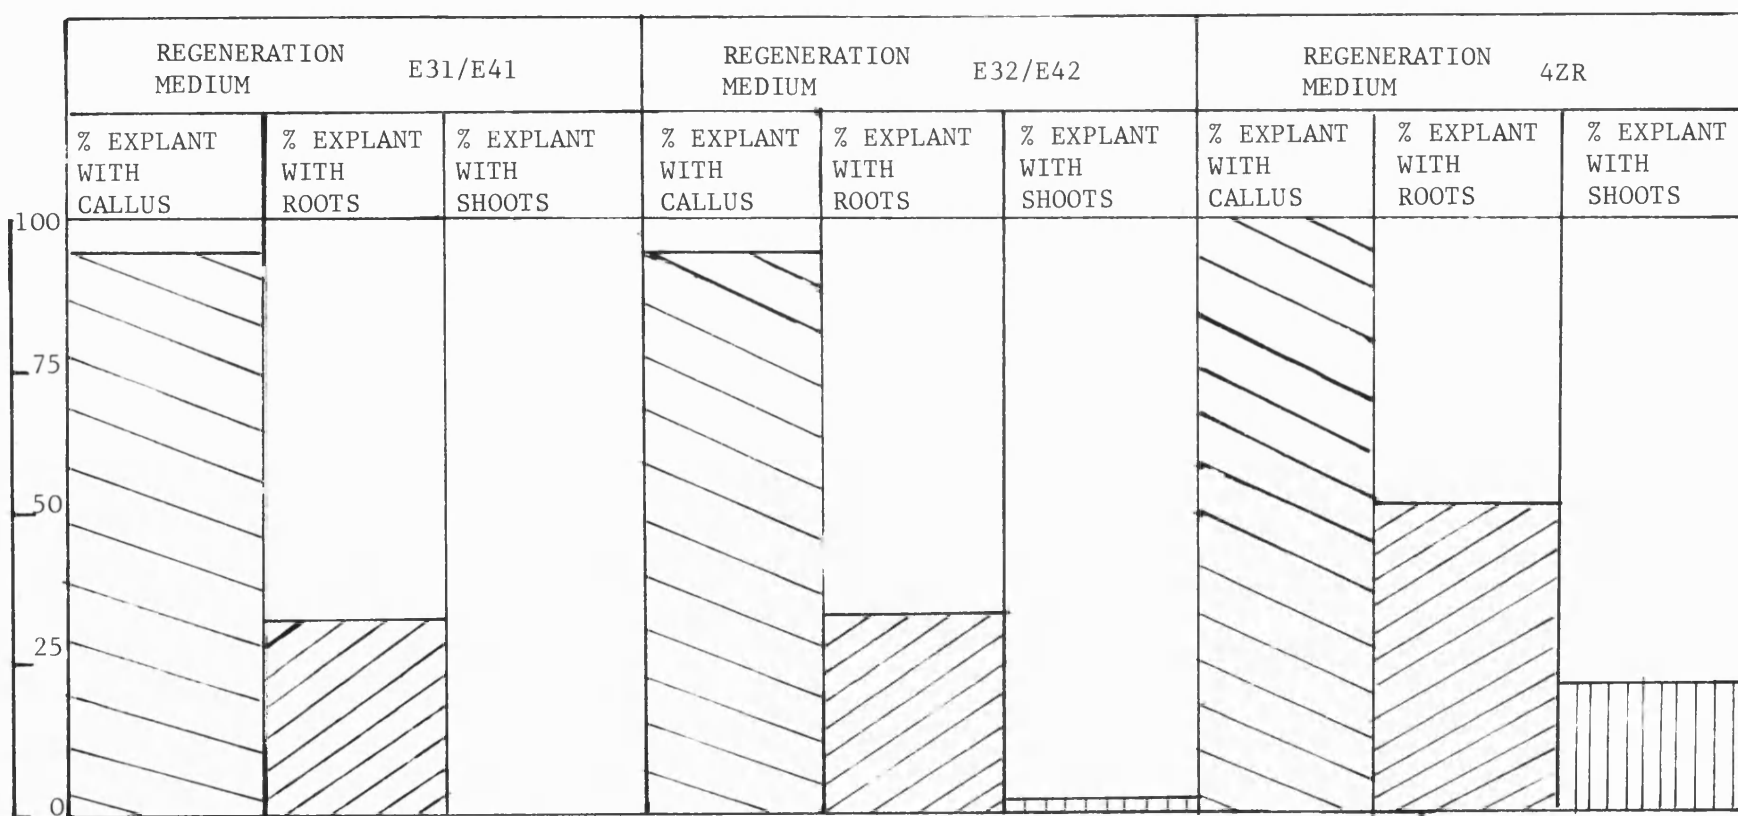 REGENERATION
MEDIUM E31/E41
REGENERATION
MEDIUM E32/E42
REGENERATION
MEDIUM 4ZR
% EXPLANT
WITH
CALLUS
% EXPLANT
WITH
ROOTS
% EXPLANT
WITH
SHOOTS
% EXPLANT
WITH
CALLUS
% EXPLANT
WITH
ROOTS
% EXPLANT
WITH
SHOOTS
% EXPLANT
WITH
CALLUS
% EXPLANT
WITH
ROOTS
% EXPLANT
WITH
SHOOTS
100
75
50
25
0